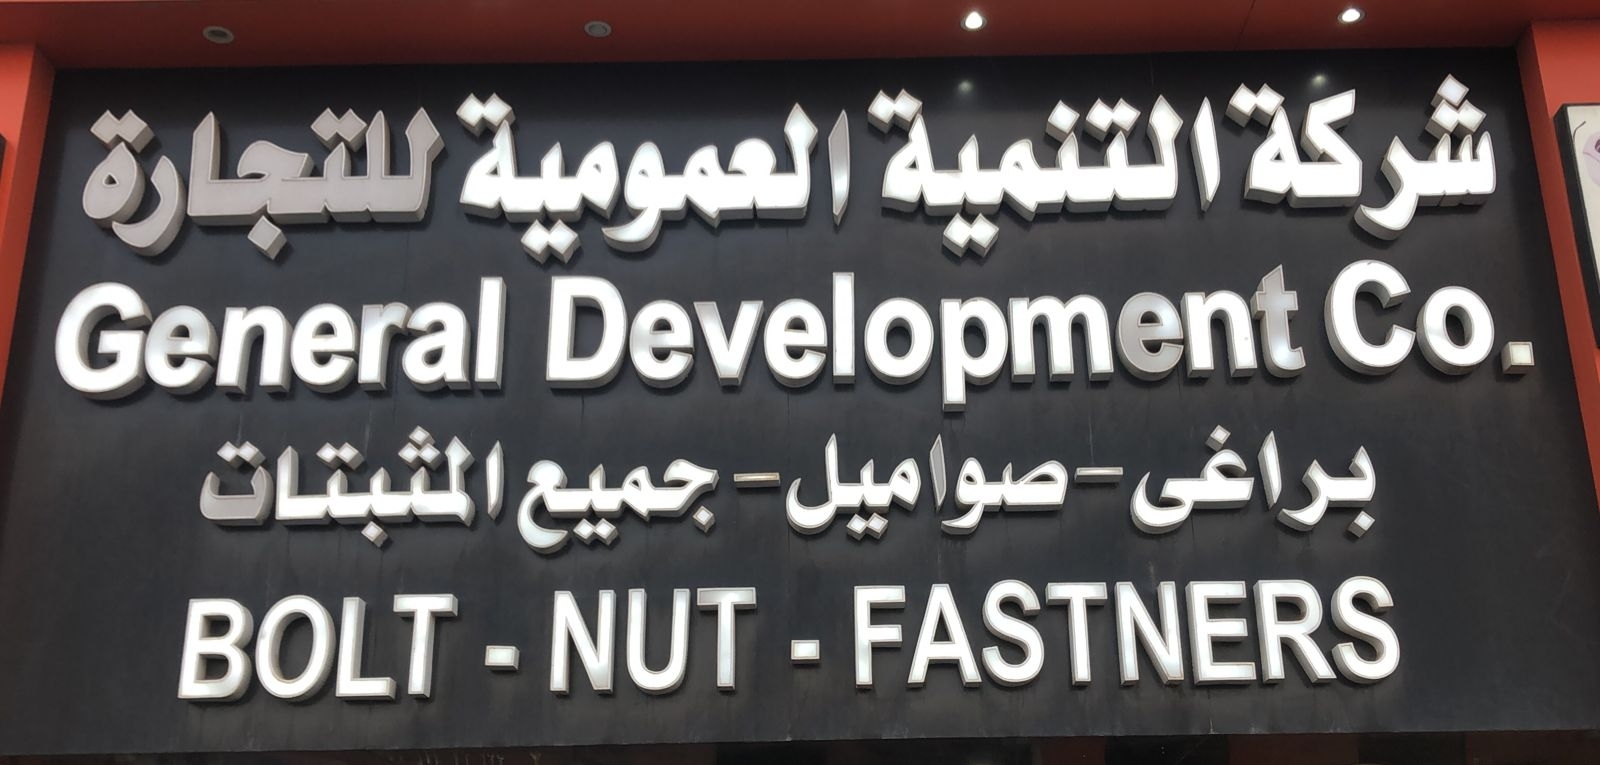 شركة التنمية العمومية للتجارة
General Development Co.
براغى - صواميل - جميع المثبتات
BOLT - NUT - FASTNERS